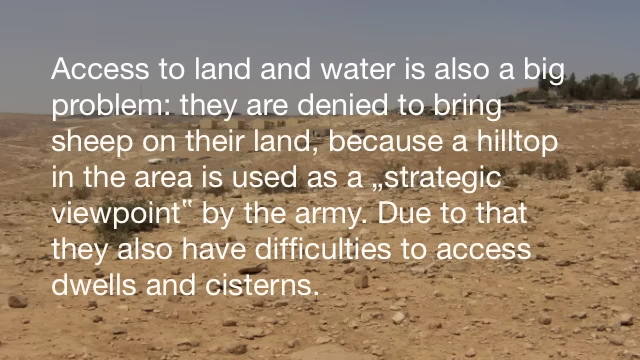 Access to land and water is also a big
problem: they are denied to bring
sheep on their land, because a hilltop
in the area is used as a „strategic
viewpoint‟ by the army. Due to that
they also have difficulties to access
dwells and cisterns.